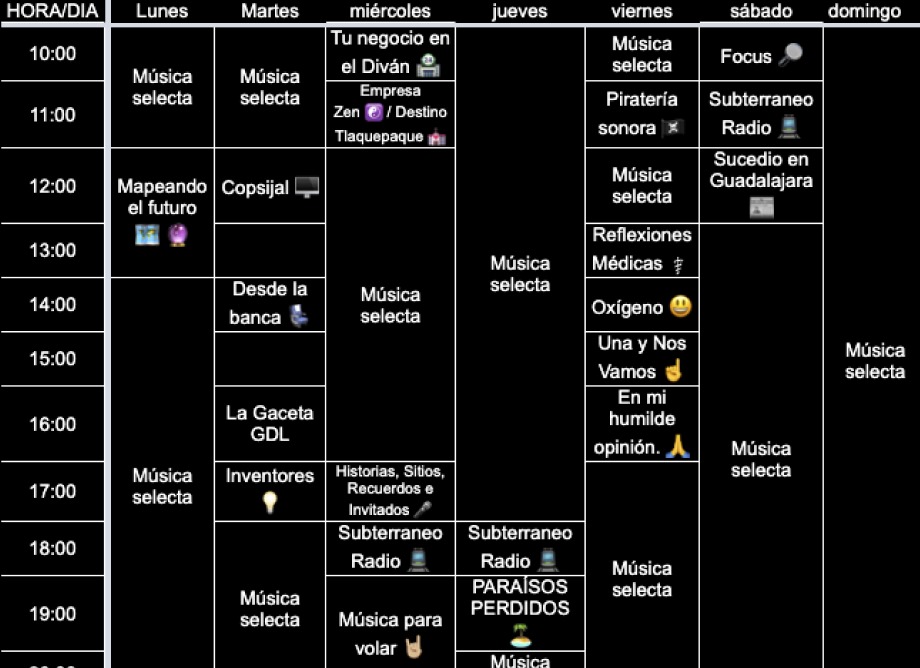 HORA/DIA Lunes Martes miércoles jueves viernes sábado domingo
10:00
11:00
12:00
13:00
14:00
15:00
16:00
17:00
18:00
19:00
Música
selecta
Mapeando
el futuro
Música
selecta
Música
selecta
Copsijal
Desde la
banca
La Gaceta
GDL
Inventores
Música
selecta
Tu negocio en
el Diván
Empresa
Zen / Destino
Tlaquepaque
Música
selecta
Historias, Sitios,
Recuerdos e
Invitados
Subterraneo
Radio
Música para
volar
Música
selecta
Subterraneo
Radio
PARAÍSOS
PERDIDOS
Música
Música
selecta
Piratería
sonora
Música
selecta
Reflexiones
Médicas
Oxígeno
Una y Nos
Vamos
En mi
humilde
opinión.
Música
selecta
Focus
Subterraneo
Radio
Sucedio en
Guadalajara
Música
selecta
Música
selecta